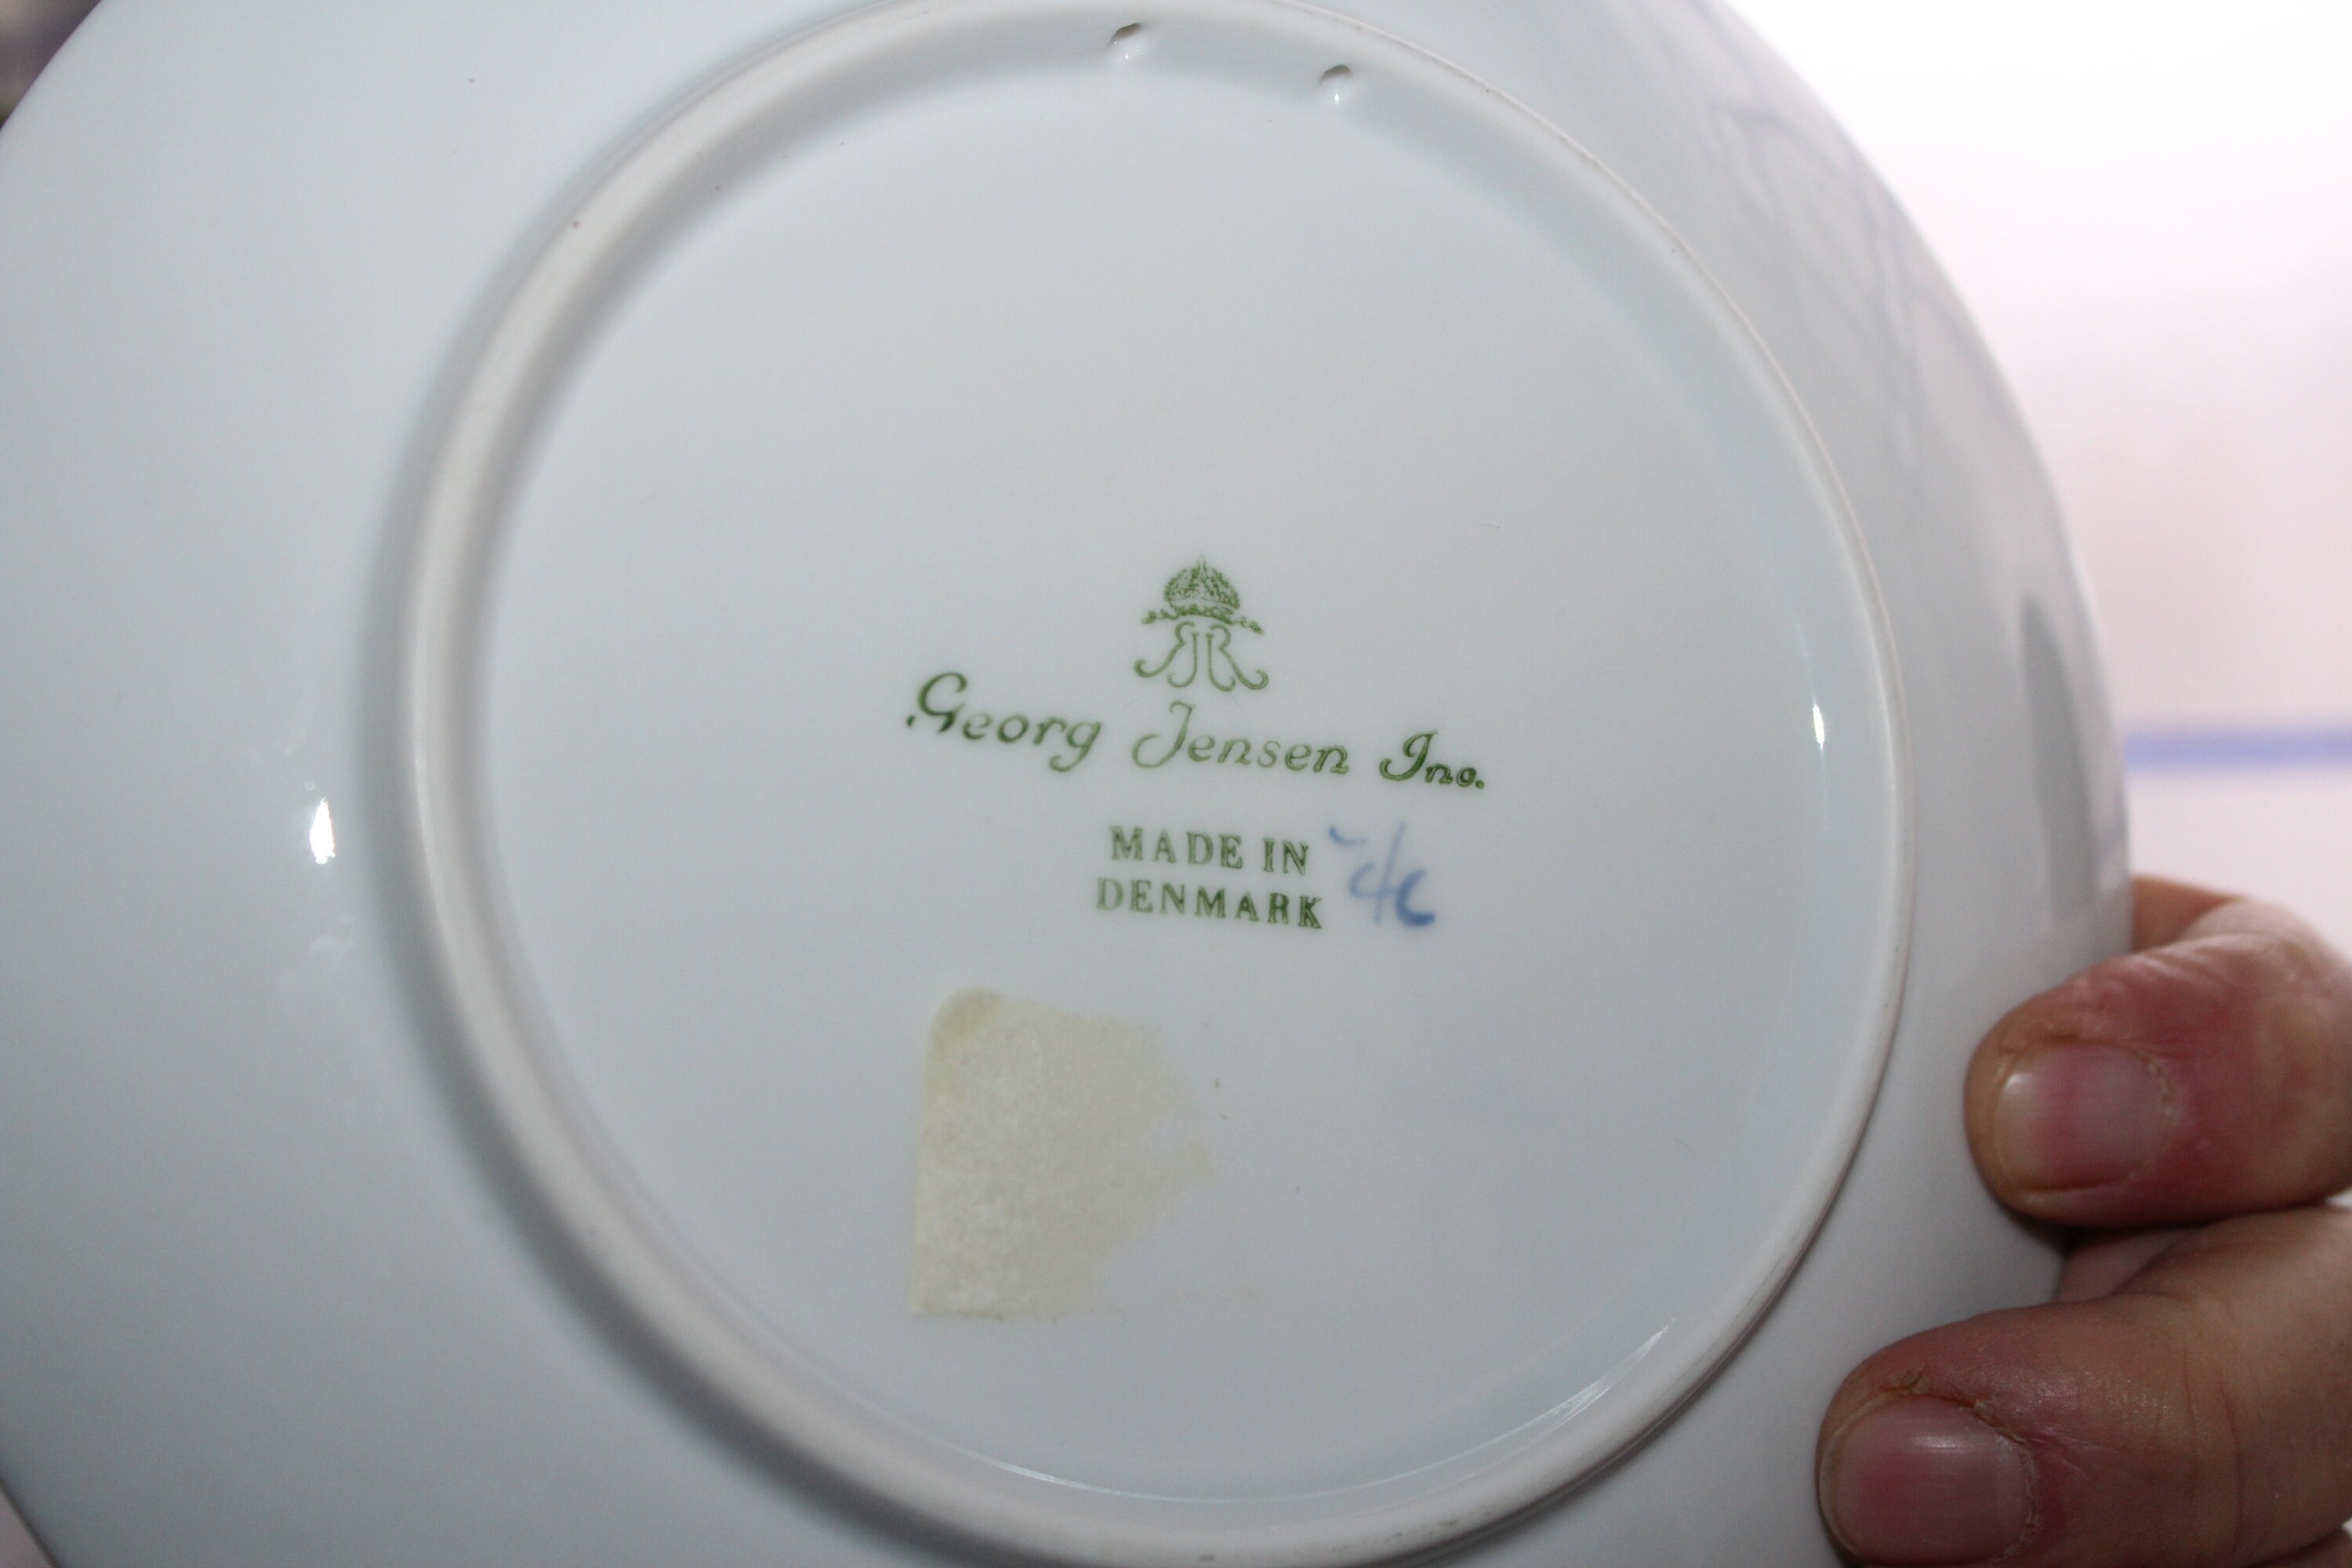 Georg Jensen Inc.
MADE IN
DENMARK